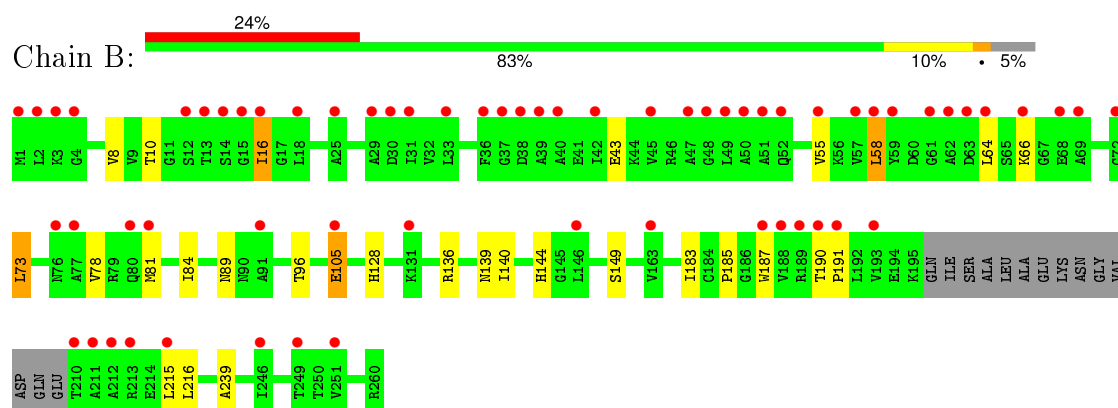 24%
Chain B:
83% 10% • 5%
M1 L2 K3 G4 V8 V9 T10 G11 S12 T13 S14 G15 I16 G17 L18 A25 A29 D30 I31 V32 L33 F36 G37 D38 A39 A40 E41 I42 E43 K44 V45 R46 A47 G48 L49 A50 A51 Q52 V55 K56 V57 L58 Y59 D60 G61 A62 D63 L64 S65 K66 G67 E68 A69
L73 N76 A77 V78 R79 Q80 M81 I84 N89 N90 A91 T96 E105 H128 K131 R136 N139 I140 H144 G145 L146 S149 V163 I183 C184 P185 G186 W187 V188 R189 T190 P191 L192 V193 E194 K195 GLN ILE SER ALA LEU ALA GLU LYS ASN GLY VAL
ASP GLN GLU T210 A211 A212 R213 E214 L215 L216 A239 I246 T249 T250 V251 R260